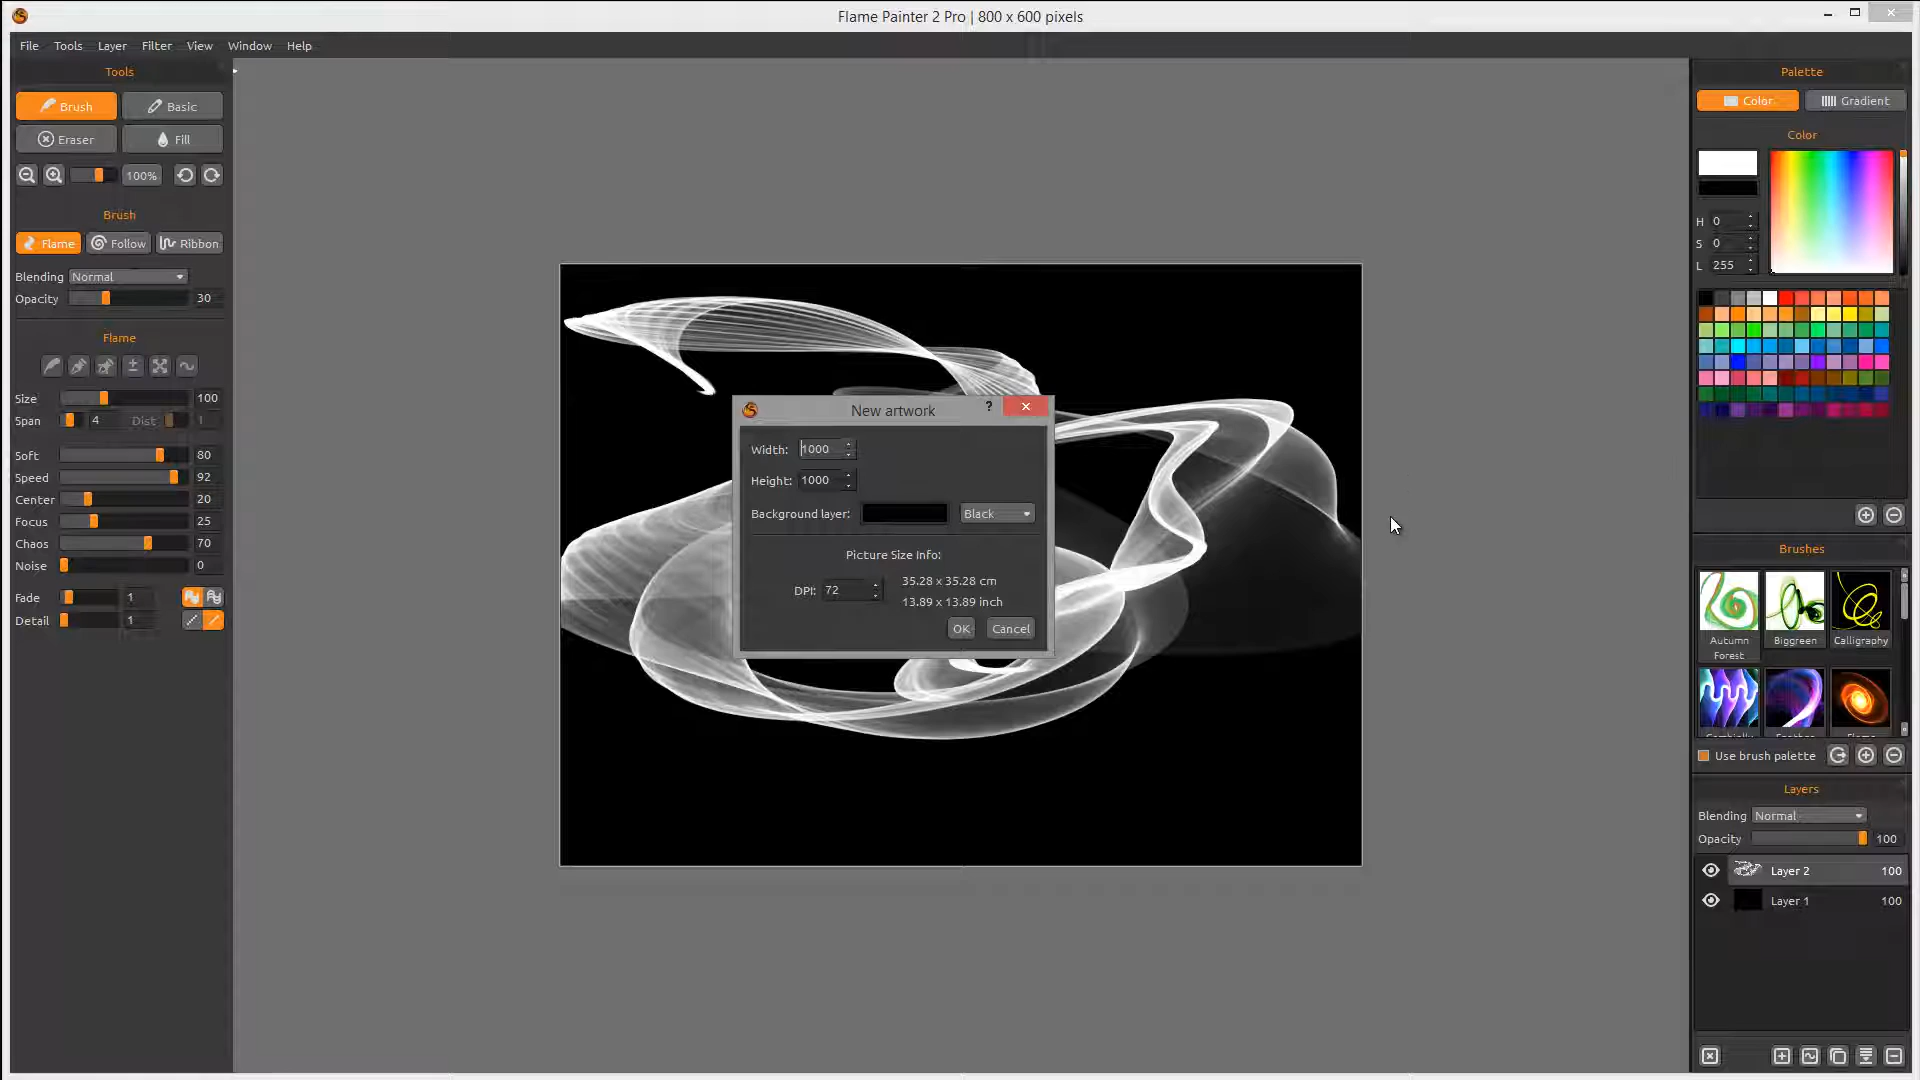 Flame Painter 2 Pro | 800 x 600 pixels
File Tools Layer Filter View Window Help
Tools
Brush Basic
Eraser Fill
100%
Brush
Flame Follow Ribbon
Blending Normal
Opacity 30
Flame
Size 100
Span 4 Dist 1
Soft 80
Speed 92
Center 20
Focus 25
Chaos 70
Noise 0
Fade 1
Detail 1
New artwork ?
Width: 1000
Height: 1000
Background layer: Black
Picture Size Info:
DPI: 72
35.28 x 35.28 cm
13.89 x 13.89 inch
OK Cancel
Palette
Color Gradient
Color
H 0
S 0
L 255
Brushes
Autumn Forest
Biggreen
Calligraphy
Use brush palette
Layers
Blending Normal
Opacity 100
Layer 2 100
Layer 1 100